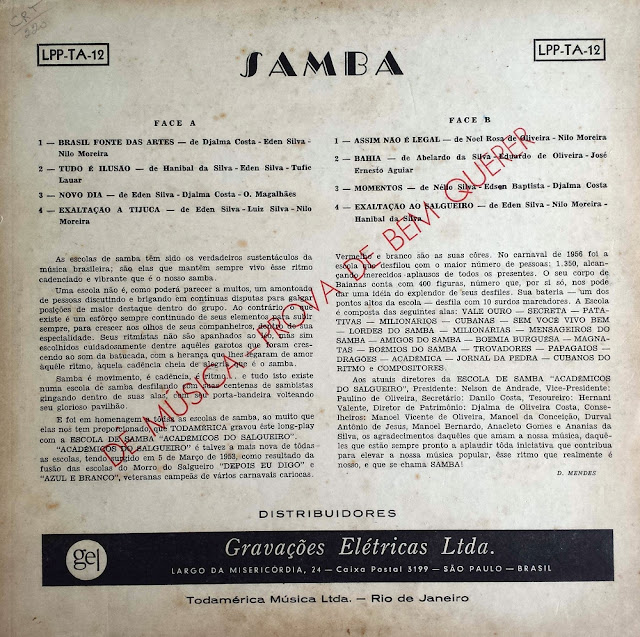 CRT
220
LPP-TA-12
SAMBA
LPP-TA-12
FACE A
1 — BRASIL FONTE DAS ARTES — de Djalma Costa - Eden Silva -
Nilo Moreira
2 — TUDO É ILUSÃO — de Hanibal da Silva - Eden Silva - Tufic
Lauar
3 — NOVO DIA — de Eden Silva - Djalma Costa - O. Magalhães
4 — EXALTAÇÃO A TIJUCA — de Eden Silva - Luiz Silva - Nilo
Moreira
FACE B
1 — ASSIM NÃO É LEGAL — de Noel Rosa de Oliveira - Nilo Moreira
2 — BAHIA — de Abelardo da Silva - Eduardo de Oliveira - José
Ernesto Aguiar
3 — MOMENTOS — de Nélio Silva - Edson Baptista - Djalma Costa
4 — EXALTAÇÃO AO SALGUEIRO — de Eden Silva - Nilo Moreira -
Hanibal da Silva
As escolas de samba têm sido os verdadeiros sustentáculos da
música brasileira; são elas que mantêm sempre vivo êsse ritmo
cadenciado e vibrante que é o nosso samba.
Uma escola não é, como poderá parecer a muitos, um amontoado
de pessoas discutindo e brigando em contínuas disputas para galgar
posições de maior destaque dentro do grupo. Ao contrário
existe é um esfôrço sempre continuado de seus elementos para subir
sempre, para crescer aos olhos de seus companheiros, dentro de sua
especialidade. Seus ritmistas não são apanhados ao léu, mas sim
escolhidos cuidadosamente dentre aquêles garotos que foram cres-
cendo ao som da batucada, com a herança que lhes legaram de amor
àquêle ritmo, àquela cadência cheia de alegria que é o samba.
Samba é movimento, é cadência, é ritmo — e tudo isto existe
numa escola de samba desfilando com suas centenas de sambistas
gingando dentro de suas alas, com seu porta-bandeira volteando
seu glorioso pavilhão.
E foi em homenagem a tôdas as escolas de samba, ao muito que
elas nos tem proporcionado que TODAMÉRICA gravou êste long-play
com a ESCOLA DE SAMBA "ACADÊMICOS DO SALGUEIRO".
"ACADÊMICOS DO SALGUEIRO" é talvez a mais nova de tôdas
as escolas, tendo surgido em 5 de Março de 1953, como resultado da
fusão das escolas do Morro do Salgueiro "DEPOIS EU DIGO" e
"AZUL E BRANCO", veteranas campeãs de vários carnavais cariocas.
Vermelho e branco são as suas côres. No carnaval de 1956 foi a
escola que desfilou com o maior número de pessoas: 1.350, alcan-
çando merecidos aplausos de todos os presentes. O seu corpo de
Baianas conta com 400 figuras, número que, por si só, nos pode
dar uma idéia do explendor de seus desfiles. Sua bateria — um dos
pontos altos da escola — desfila com 10 surdos marcadores. A Escola
é composta das seguintes alas: VALE OURO — SECRETA — PATA-
TIVAS — MILIONÁRIOS — CUBANAS — SEM VOCÊ VIVO BEM
— LORDES DO SAMBA — MILIONÁRIAS — MENSAGEIROS DO
SAMBA — AMIGOS DO SAMBA — BOEMIA BURGUESA — MAGNA-
TAS — BOEMIOS DO SAMBA — TROVADORES — PAPAGAIOS —
DRAGÕES — ACADÊMICA — JORNAL DA PEDRA — CUBANOS DO
RITMO e COMPOSITORES.
Aos atuais diretores da ESCOLA DE SAMBA "ACADÊMICOS
DO SALGUEIRO", Presidente: Nelson de Andrade, Vice-Presidente:
Paulino de Oliveira, Secretário: Danilo Costa, Tesoureiro: Hernani
Valente, Diretor de Patrimônio: Djalma de Oliveira Costa, Conse-
lheiros: Manoel Vicente de Oliveira, Manoel da Conceição, Durval
Antônio de Jesus, Manoel Bernardo, Anacleto Gomes e Ananias da
Silva, os agradecimentos daquêles que amam a nossa música, daquê-
les que estão sempre pronto a aplaudir tôda iniciativa que contribua
para elevar a nossa música popular, êsse ritmo que realmente é
nosso, e que se chama SAMBA!
D. MENDES
DE MÚSICA - PROVA DE BEM QUERER
DISTRIBUIDORES
gel
Gravações Elétricas Ltda.
LARGO DA MISERICORDIA, 24 — Caixa Postal 3199 — SÃO PAULO — BRASIL
Todamérica Música Ltda. — Rio de Janeiro